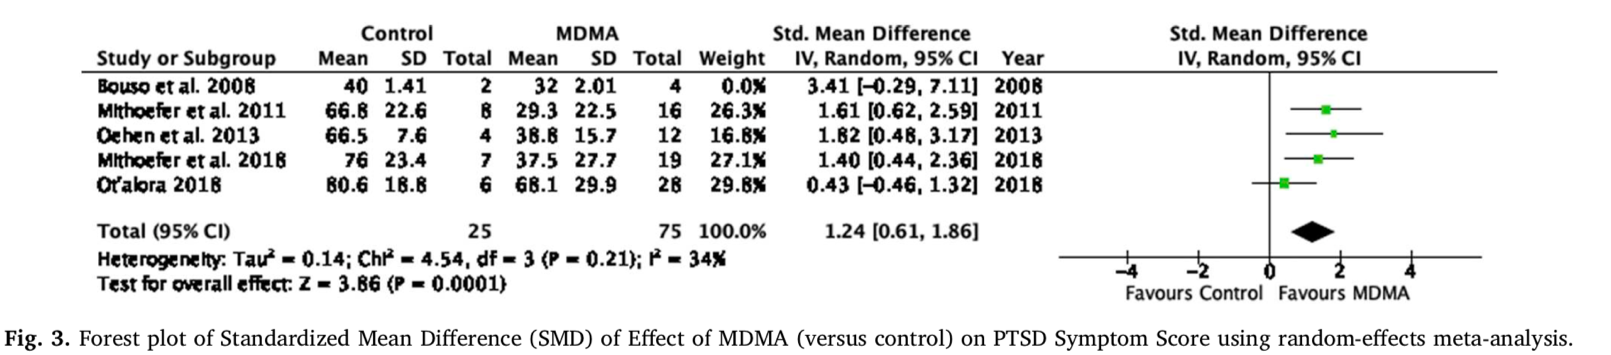 Control MDMA Std. Mean Difference Std. Mean Difference
Study or Subgroup Mean SD Total Mean SD Total Weight IV, Random, 95% CI Year IV, Random, 95% CI
Bouso et al. 2008 40 1.41 2 32 2.01 4 0.0% 3.41 [-0.29, 7.11] 2008
Mithoefer et al. 2011 66.8 22.6 8 29.3 22.5 16 26.3% 1.61 [0.62, 2.59] 2011
Oehen et al. 2013 66.5 7.6 4 38.8 15.7 12 16.8% 1.82 [0.48, 3.17] 2013
Mithoefer et al. 2018 76 23.4 7 37.5 27.7 19 27.1% 1.40 [0.44, 2.36] 2018
Ot'alora 2018 80.6 18.8 6 68.1 29.9 28 29.8% 0.43 [-0.46, 1.32] 2018
Total (95% CI) 25 75 100.0% 1.24 [0.61, 1.86]
Heterogeneity: Tau² = 0.14; Chi² = 4.54, df = 3 (P = 0.21); I² = 34%
Test for overall effect: Z = 3.86 (P = 0.0001)
-4 -2 0 2 4
Favours Control Favours MDMA
Fig. 3. Forest plot of Standardized Mean Difference (SMD) of Effect of MDMA (versus control) on PTSD Symptom Score using random-effects meta-analysis.